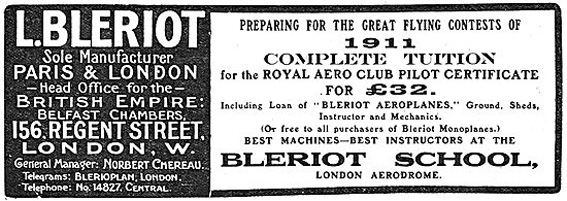 L.BLERIOT
Sole Manufacturer
PARIS & LONDON
—Head Office for the—
BRITISH EMPIRE:
BELFAST CHAMBERS,
156, REGENT STREET,
LONDON, W.
General Manager: NORBERT CHEREAU.
Telegrams: BLERIOPLAN, LONDON.
Telephone: No. 14827, CENTRAL.
PREPARING FOR THE GREAT FLYING CONTESTS OF
1911
COMPLETE TUITION
for the ROYAL AERO CLUB PILOT CERTIFICATE
FOR £32.
Including Loan of "BLERIOT AEROPLANES," Ground, Sheds,
Instructor and Mechanics.
(Or free to all purchasers of Bleriot Monoplanes.)
BEST MACHINES—BEST INSTRUCTORS AT THE
BLERIOT SCHOOL,
LONDON AERODROME.